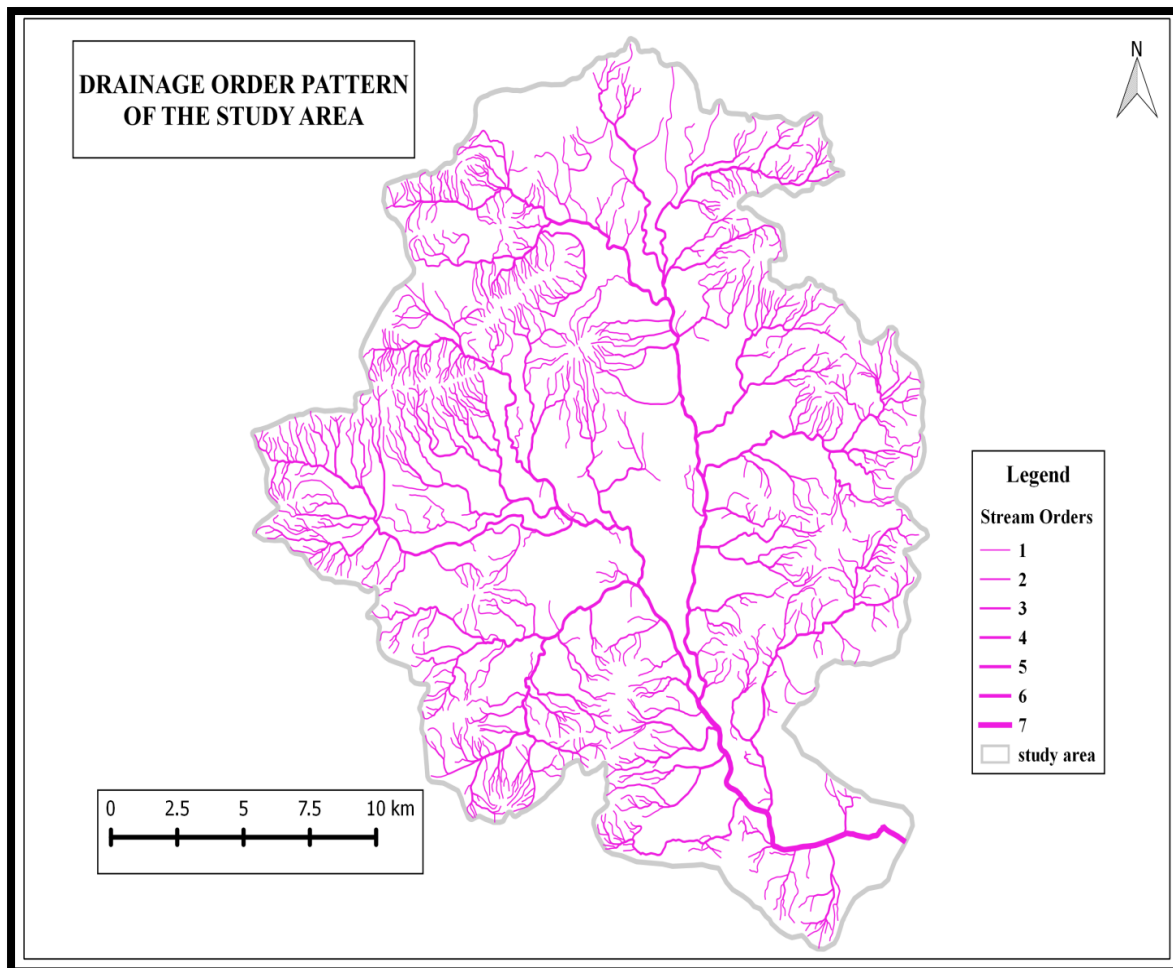 DRAINAGE ORDER PATTERN
OF THE STUDY AREA
N
Legend
Stream Orders
1
2
3
4
5
6
7
study area
0 2.5 5 7.5 10 km